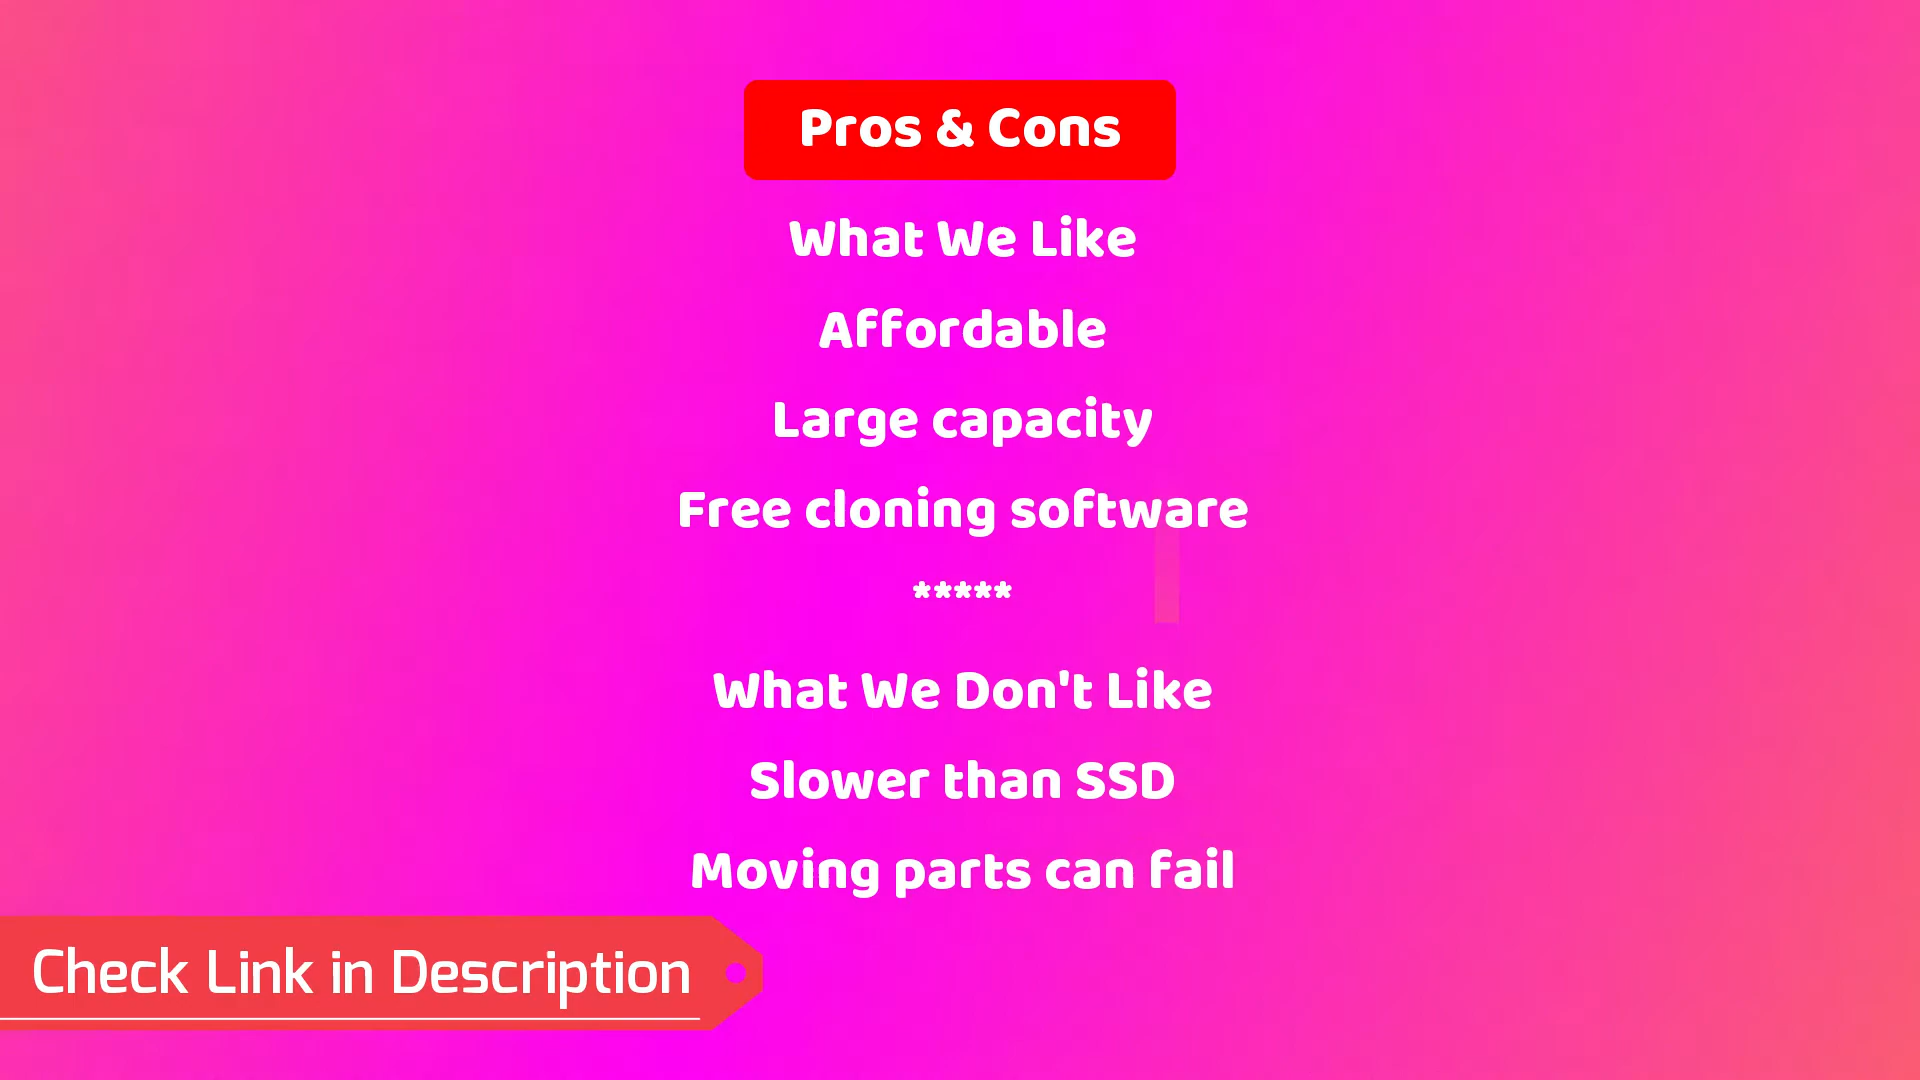 Pros & Cons
What We Like
Affordable
Large capacity
Free cloning software
*****
What We Don't Like
Slower than SSD
Moving parts can fail
Check Link in Description